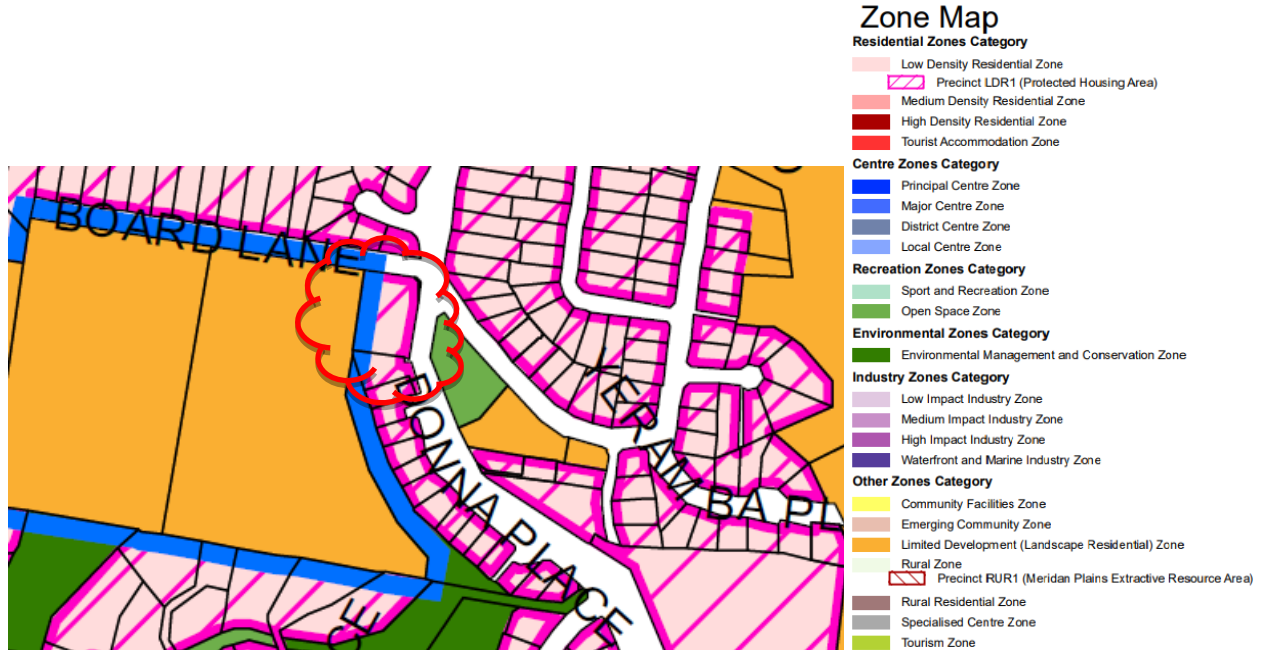 Zone Map
Residential Zones Category
Low Density Residential Zone
Precinct LDR1 (Protected Housing Area)
Medium Density Residential Zone
High Density Residential Zone
Tourist Accommodation Zone
Centre Zones Category
Principal Centre Zone
Major Centre Zone
District Centre Zone
Local Centre Zone
Recreation Zones Category
Sport and Recreation Zone
Open Space Zone
Environmental Zones Category
Environmental Management and Conservation Zone
Industry Zones Category
Low Impact Industry Zone
Medium Impact Industry Zone
High Impact Industry Zone
Waterfront and Marine Industry Zone
Other Zones Category
Community Facilities Zone
Emerging Community Zone
Limited Development (Landscape Residential) Zone
Rural Zone
Precinct RUR1 (Meridan Plains Extractive Resource Area)
Rural Residential Zone
Specialised Centre Zone
Tourism Zone
BOARD LANE
YERAMBA PL
DOWNA PLACE